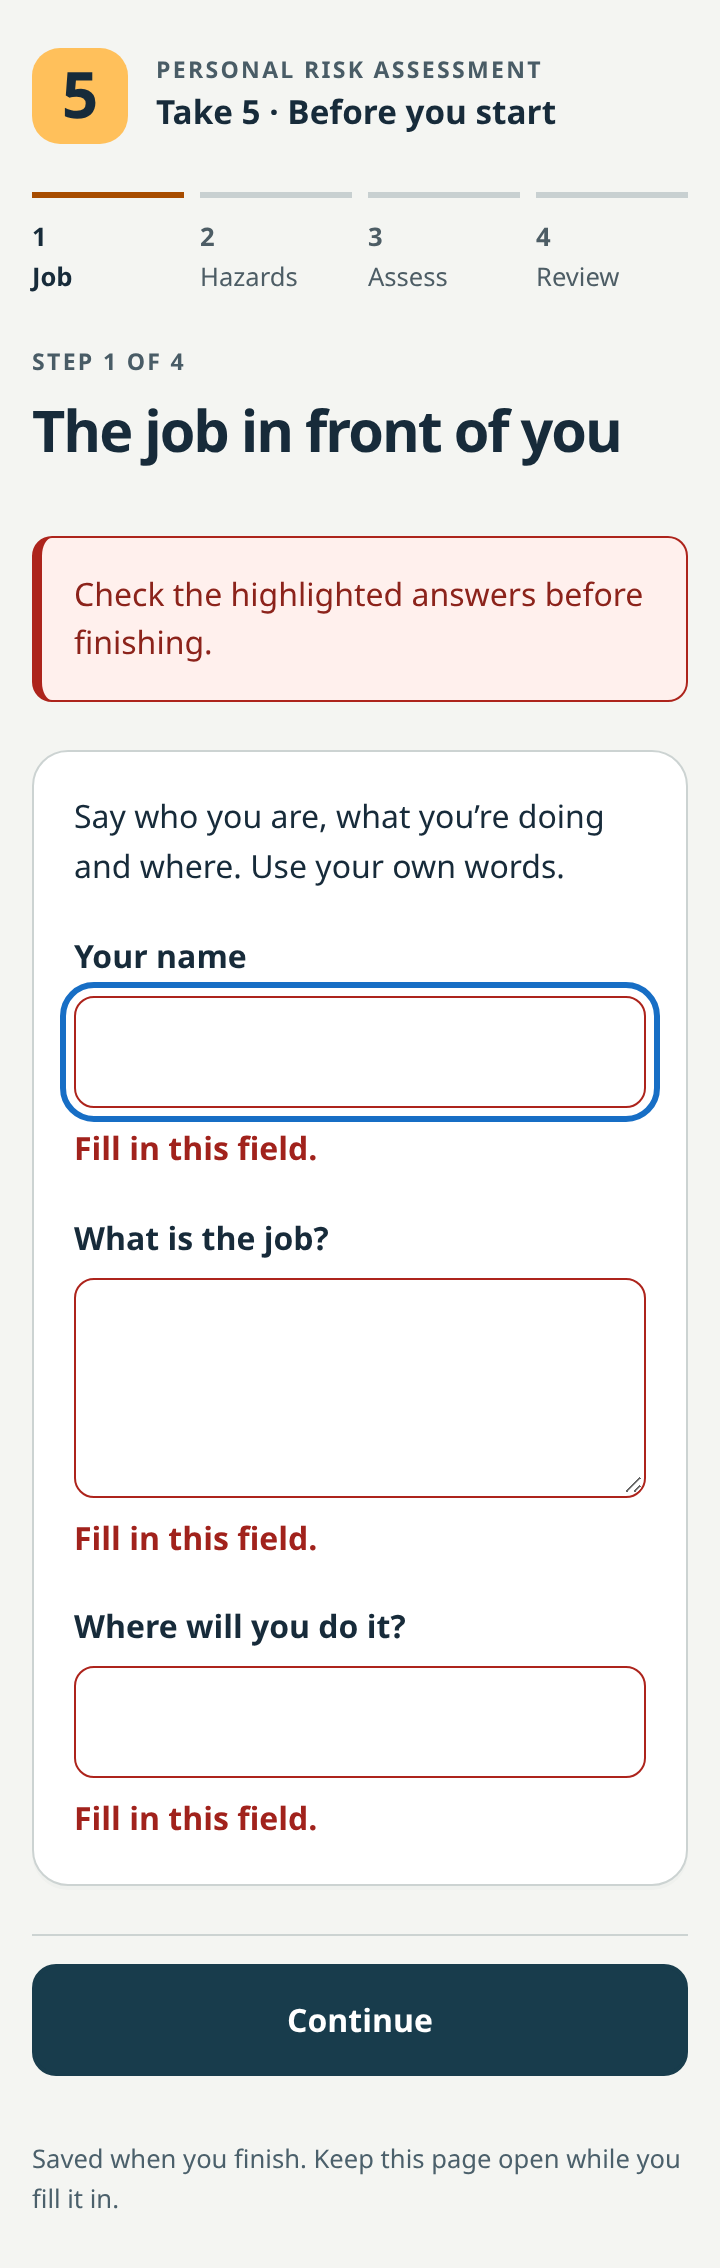 5
PERSONAL RISK ASSESSMENT
Take 5 · Before you start
1
Job
2
Hazards
3
Assess
4
Review
STEP 1 OF 4
The job in front of you
Check the highlighted answers before
finishing.
Say who you are, what you’re doing
and where. Use your own words.
Your name
Fill in this field.
What is the job?
Fill in this field.
Where will you do it?
Fill in this field.
Continue
Saved when you finish. Keep this page open while you
fill it in.